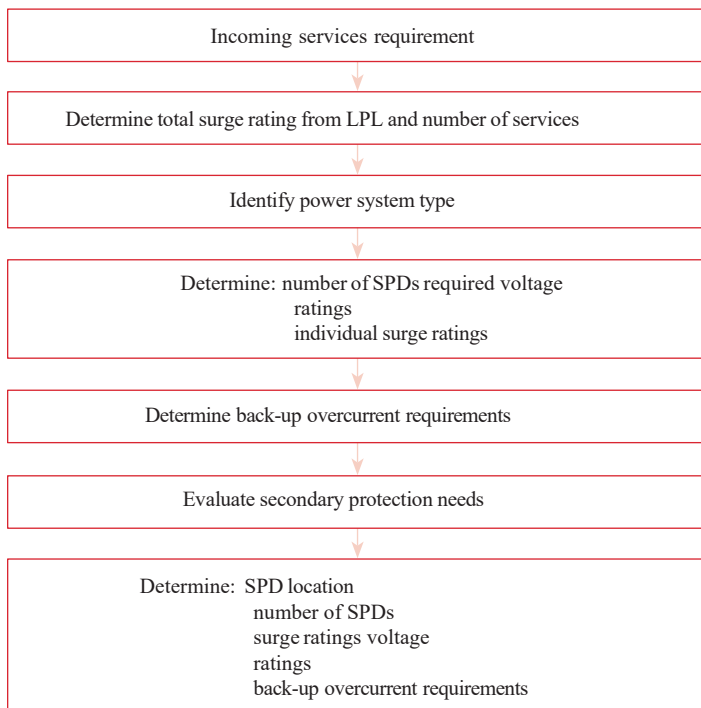 Incoming services requirement
Determine total surge rating from LPL and number of services
Identify power system type
Determine: number of SPDs required voltage
ratings
individual surge ratings
Determine back-up overcurrent requirements
Evaluate secondary protection needs
Determine: SPD location
number of SPDs
surge ratings voltage
ratings
back-up overcurrent requirements